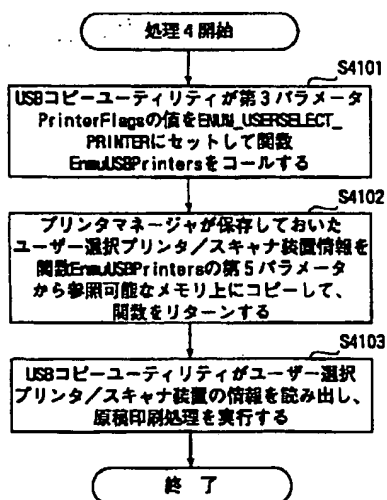 処理4開始
S4101
USBコピーユーティリティが第3パラメータ
PrinterFlagsの値をENUM_USERSELECT_
PRINTERにセットして関数
EnmuUSBPrintersをコールする
S4102
プリンタマネージャが保存しておいた
ユーザー選択プリンタ/スキャナ装置情報を
関数EnmuUSBPrintersの第5パラメータ
から参照可能なメモリ上にコピーして、
関数をリターンする
S4103
USBコピーユーティリティがユーザー選択
プリンタ/スキャナ装置の情報を読み出し、
原稿印刷処理を実行する
終了